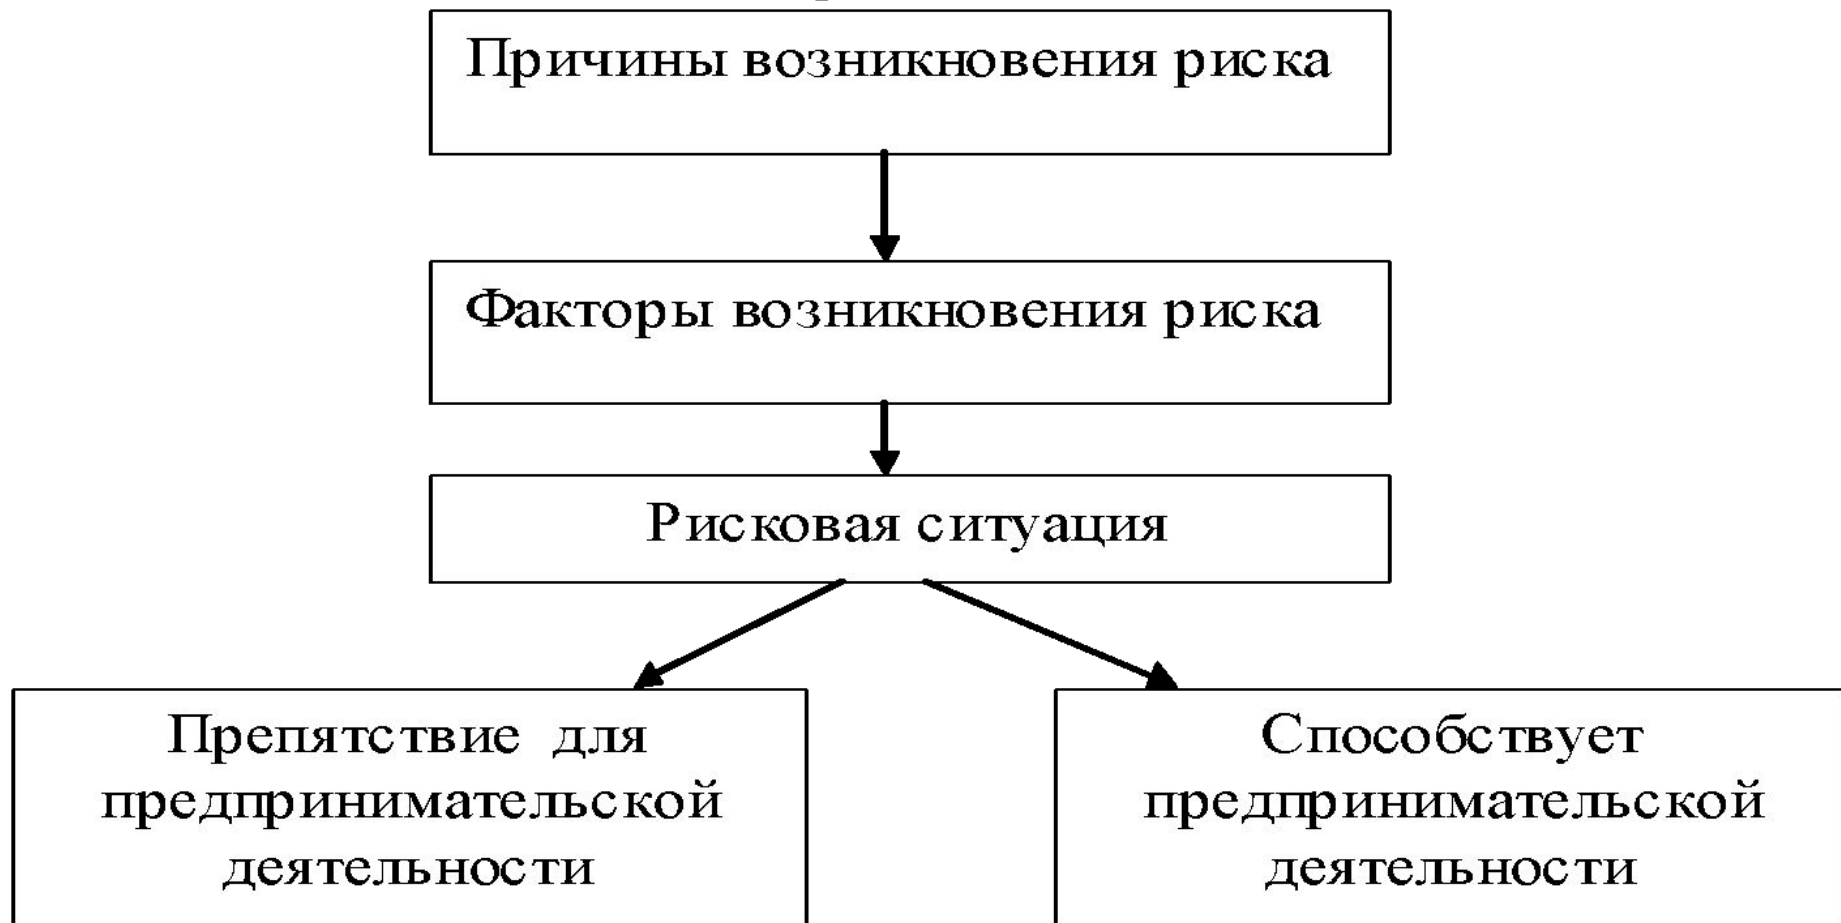 Причины возникновения риска
Факторы возникновения риска
Рисковая ситуация
Препятствие для
предпринимательской
деятельности
Способствует
предпринимательской
деятельности